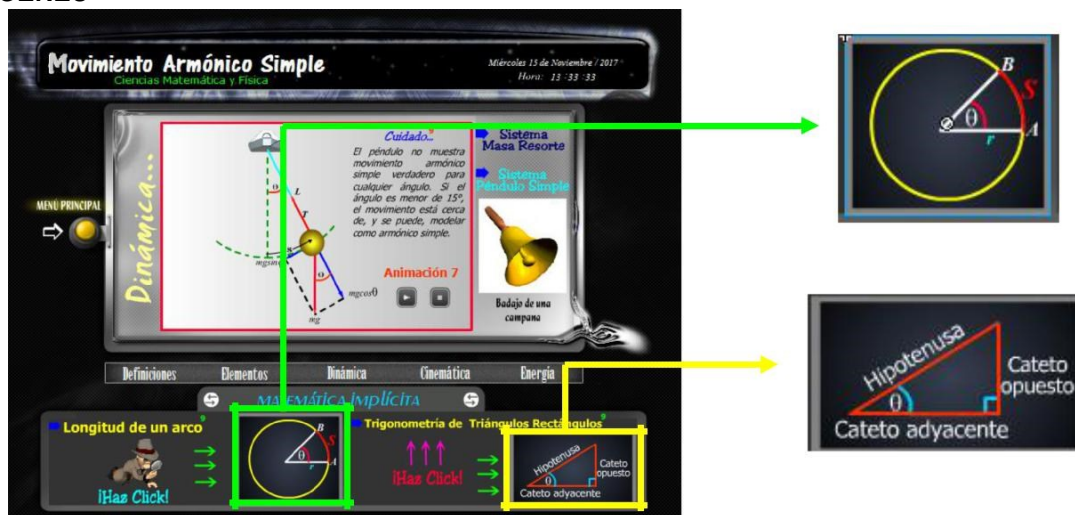 Movimiento Armónico Simple
Ciencias Matemática y Física
Miércoles 15 de Noviembre / 2017
Hora: 13 :33 :33
MENÚ PRINCIPAL
Dinámica...
θ
L
T
s
mgsinθ
θ
mgcosθ
mg
Cuidado...
El péndulo no muestra
movimiento armónico
simple verdadero para
cualquier ángulo. Si el
ángulo es menor de 15º,
el movimiento está cerca
de, y se puede, modelar
como armónico simple.
Animación 7
Sistema
Masa Resorte
Sistema
Péndulo Simple
Badajo de una
campana
Definiciones Elementos Dinámica Cinemática Energía
MATEMÁTICA IMPLÍCITA
Longitud de un arco
9
¡Haz Click!
B
S
θ
r
A
Trigonometría de Triángulos Rectángulos
9
¡Haz Click!
Hipotenusa
θ
Cateto
opuesto
Cateto adyacente
B
S
θ
r
A
Hipotenusa
θ
Cateto
opuesto
Cateto adyacente